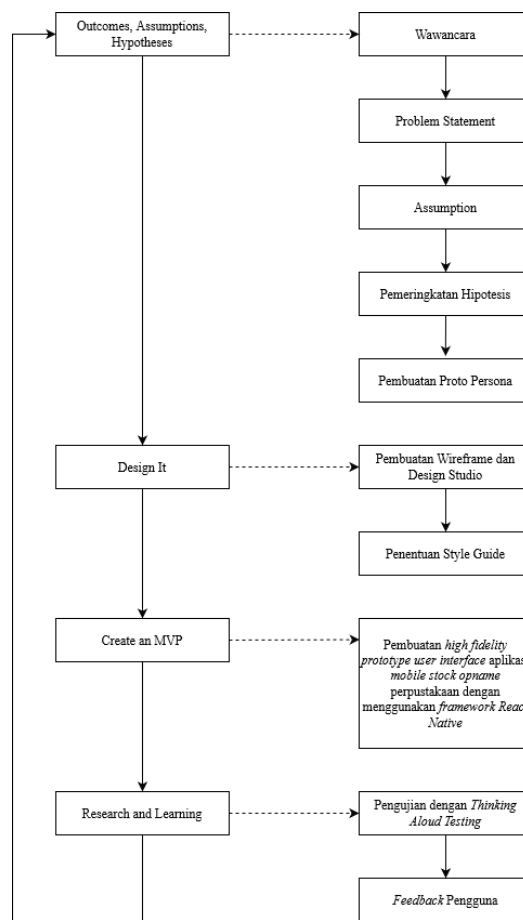 Outcomes, Assumptions,
Hypotheses
Wawancara
Problem Statement
Assumption
Pemeringkatan Hipotesis
Pembuatan Proto Persona
Design It
Pembuatan Wireframe dan
Design Studio
Penentuan Style Guide
Create an MVP
Pembuatan high fidelity
prototype user interface aplikas
mobile stock opname
perpustakaan dengan
menggunakan framework Reac
Native
Research and Learning
Pengujian dengan Thinking
Aloud Testing
Feedback Pengguna